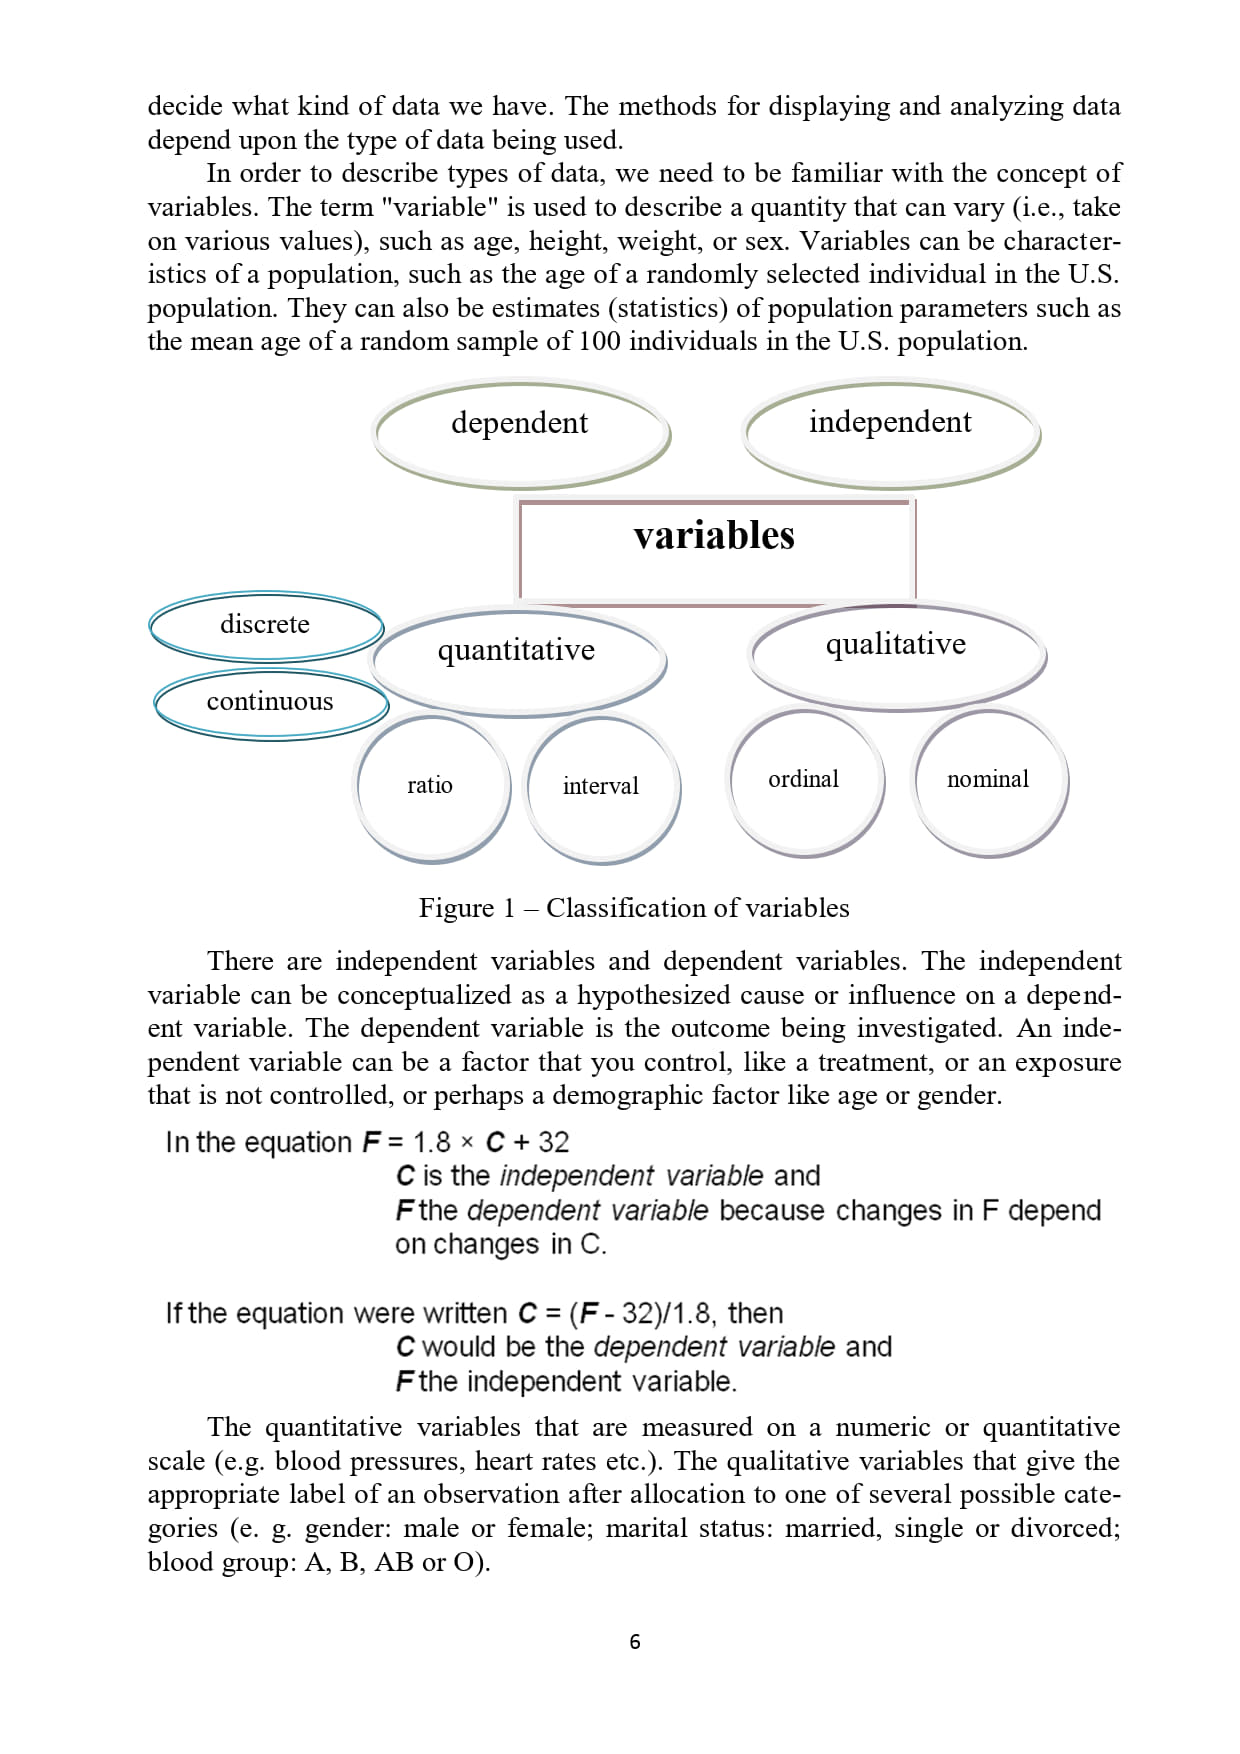 decide what kind of data we have. The methods for displaying and analyzing data
depend upon the type of data being used.
In order to describe types of data, we need to be familiar with the concept of
variables. The term "variable" is used to describe a quantity that can vary (i.e., take
on various values), such as age, height, weight, or sex. Variables can be character-
istics of a population, such as the age of a randomly selected individual in the U.S.
population. They can also be estimates (statistics) of population parameters such as
the mean age of a random sample of 100 individuals in the U.S. population.
dependent
independent
variables
discrete
quantitative
qualitative
continuous
ratio
interval
ordinal
nominal
Figure 1 – Classification of variables
There are independent variables and dependent variables. The independent
variable can be conceptualized as a hypothesized cause or influence on a depend-
ent variable. The dependent variable is the outcome being investigated. An inde-
pendent variable can be a factor that you control, like a treatment, or an exposure
that is not controlled, or perhaps a demographic factor like age or gender.
In the equation F = 1.8 × C + 32
C is the independent variable and
F the dependent variable because changes in F depend
on changes in C.
If the equation were written C = (F - 32)/1.8, then
C would be the dependent variable and
F the independent variable.
The quantitative variables that are measured on a numeric or quantitative
scale (e.g. blood pressures, heart rates etc.). The qualitative variables that give the
appropriate label of an observation after allocation to one of several possible cate-
gories (e. g. gender: male or female; marital status: married, single or divorced;
blood group: A, B, AB or O).
6